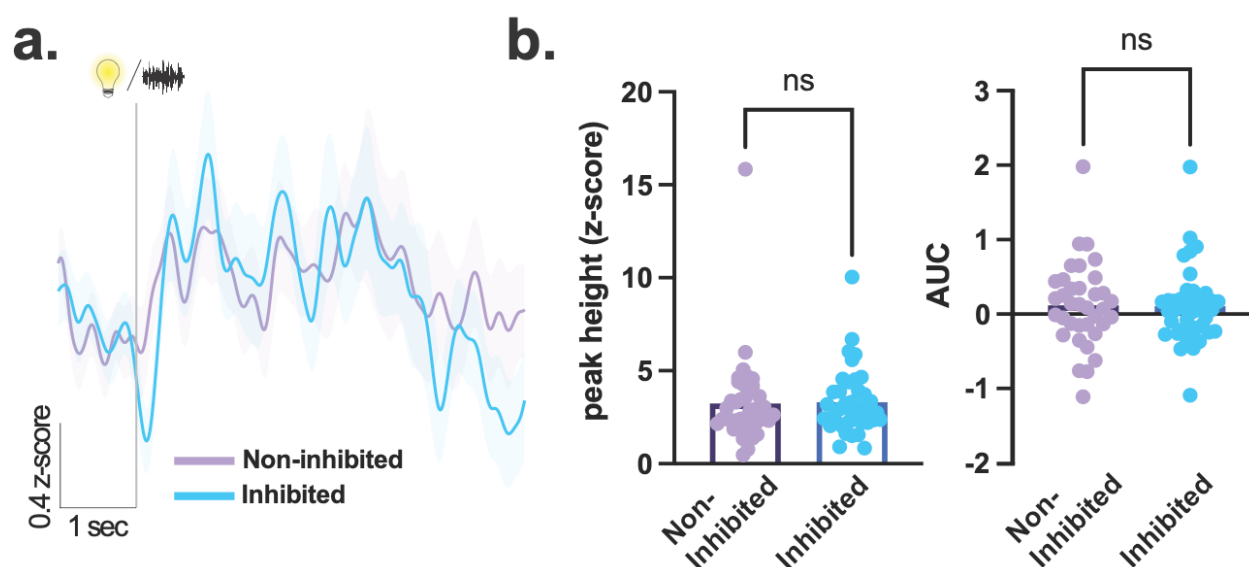 a.
/
0.4 z-score
1 sec
Non-inhibited
Inhibited
b.
ns
peak height (z-score)
20
15
10
5
0
Non-
Inhibited
Inhibited
ns
AUC
3
2
1
0
-1
-2
Non-
Inhibited
Inhibited